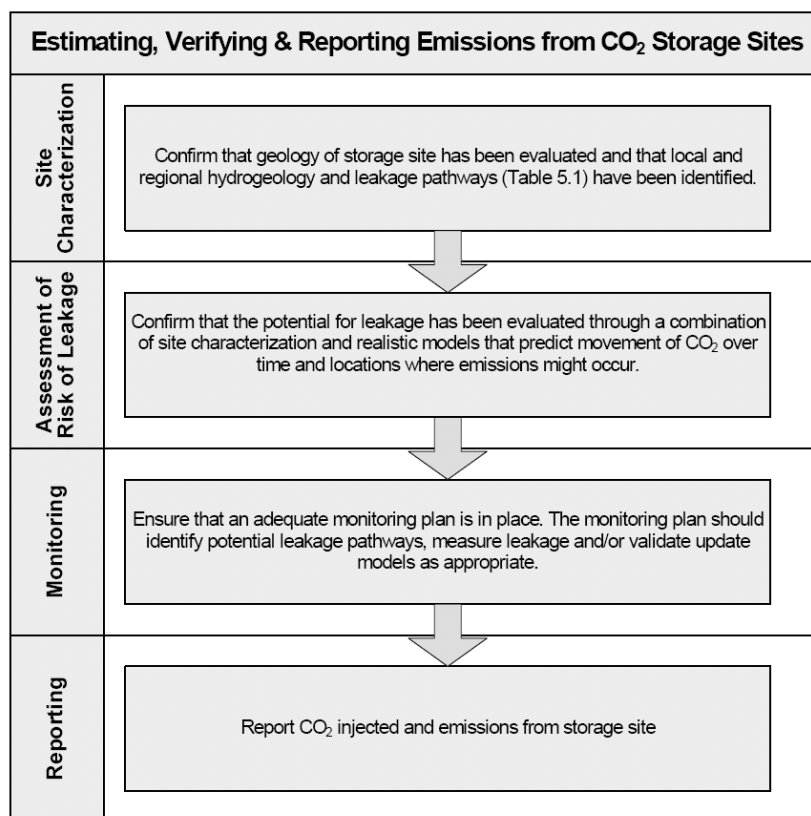 Estimating, Verifying & Reporting Emissions from CO₂ Storage Sites
Site
Characterization
Confirm that geology of storage site has been evaluated and that local and
regional hydrogeology and leakage pathways (Table 5.1) have been identified.
Assessment of
Risk of Leakage
Confirm that the potential for leakage has been evaluated through a combination
of site characterization and realistic models that predict movement of CO₂ over
time and locations where emissions might occur.
Monitoring
Ensure that an adequate monitoring plan is in place. The monitoring plan should
identify potential leakage pathways, measure leakage and/or validate update
models as appropriate.
Reporting
Report CO₂ injected and emissions from storage site